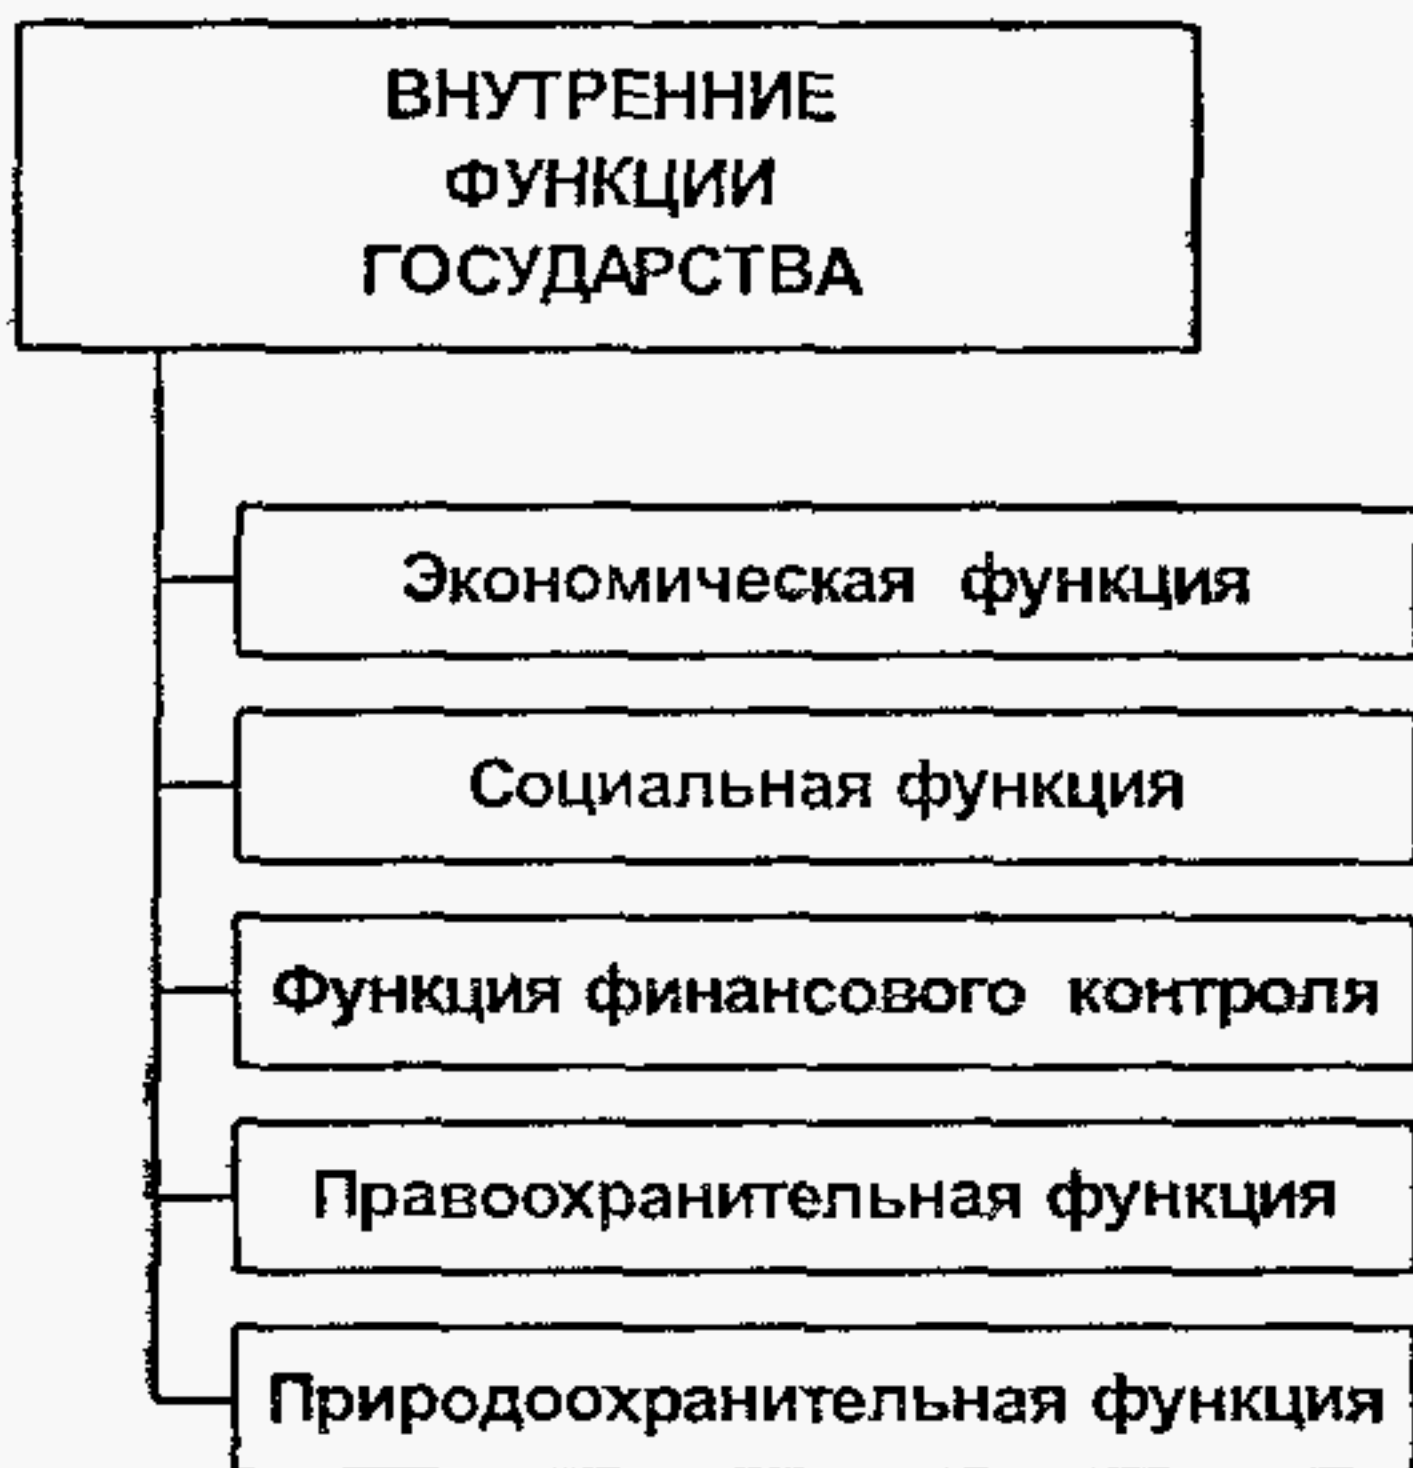 ВНУТРЕННИЕ
ФУНКЦИИ
ГОСУДАРСТВА
Экономическая функция
Социальная функция
Функция финансового контроля
Правоохранительная функция
Природоохранительная функция